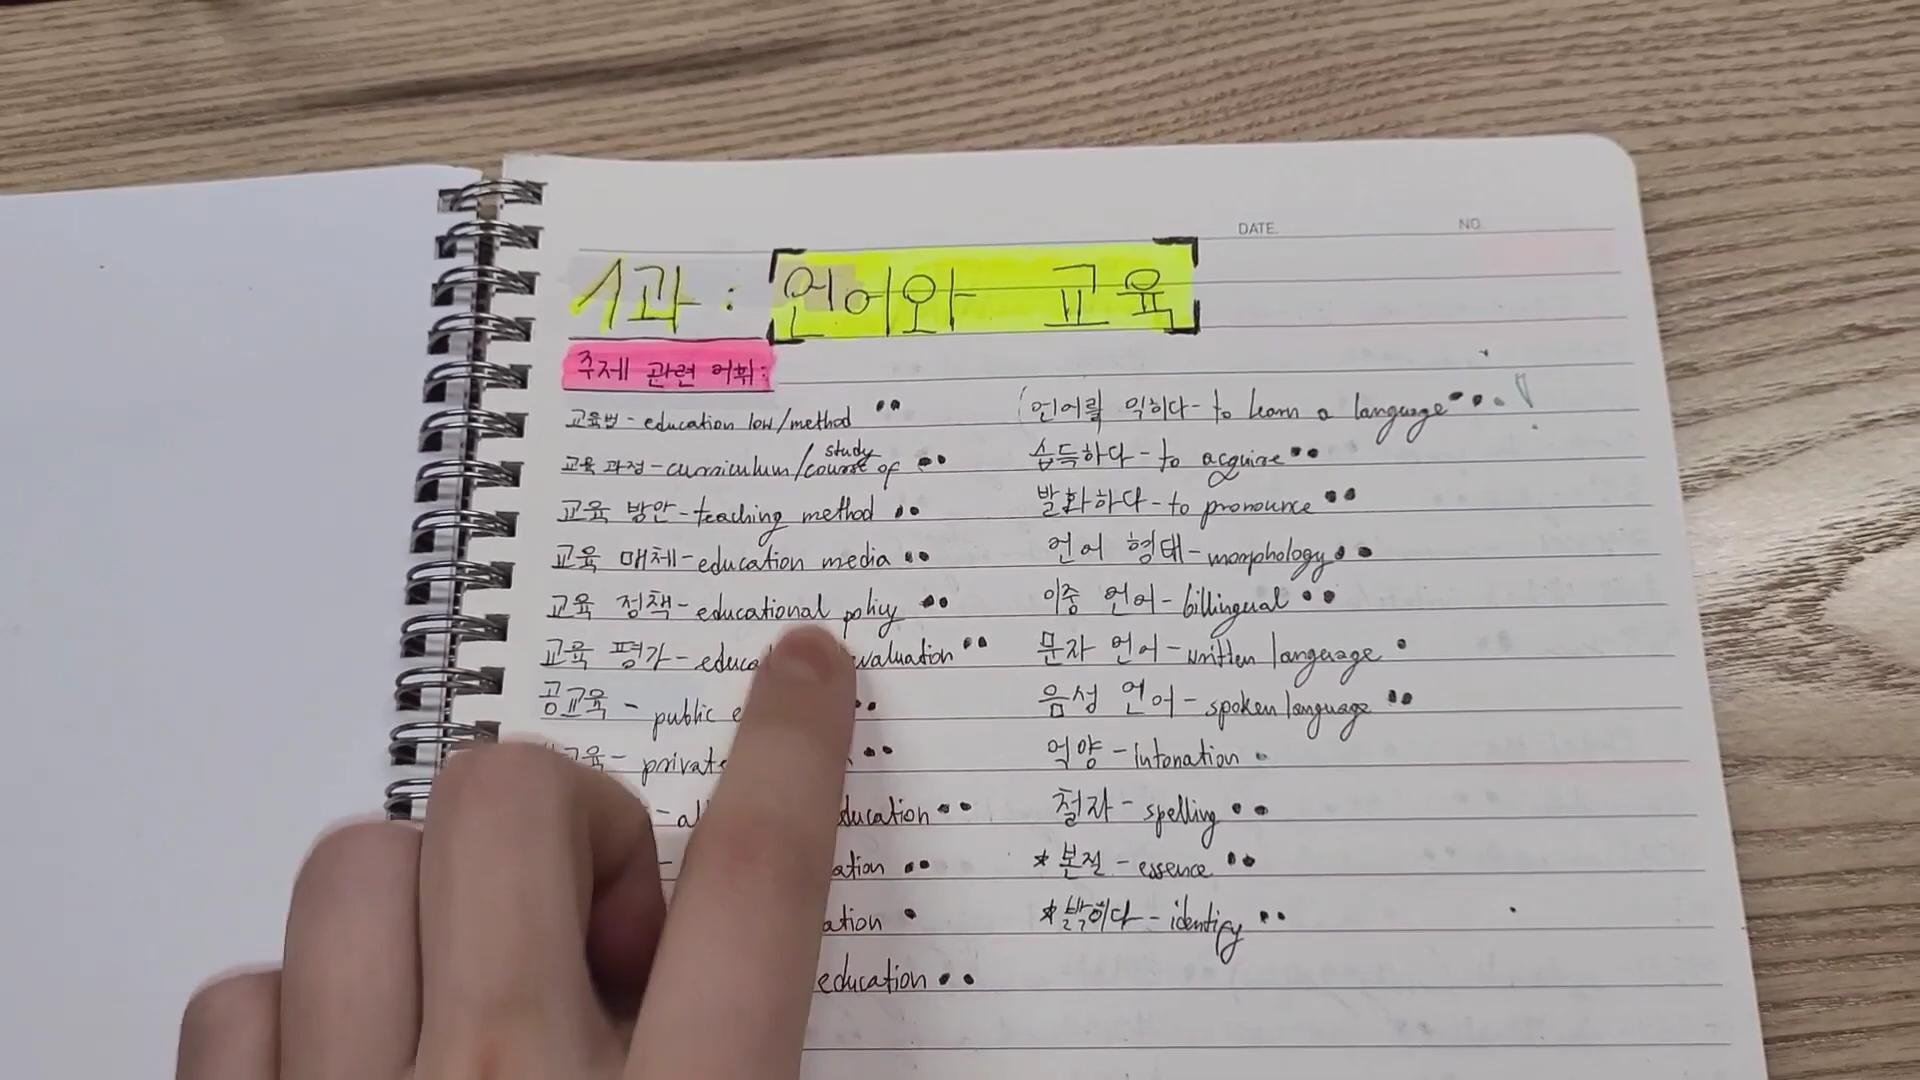 DATE. NO.
1과 : 언어와 교육
주제 관련 어휘:
교육법 - education low/method
교육 과정 - curriculum/course of study
교육 방안 - teaching method
교육 매체 - education media
교육 정책 - educational policy
교육 평가 - evaluation
공교육 - public
private
education
education
(언어를 익히다 - to learn a language
습득하다 - to acquire
발화하다 - to pronounce
언어 형태 - morphology
이중 언어 - billingual
문자 언어 - written language
음성 언어 - spoken language
억양 - intonation
철자 - spelling
* 본질 - essence
* 밝히다 - identify